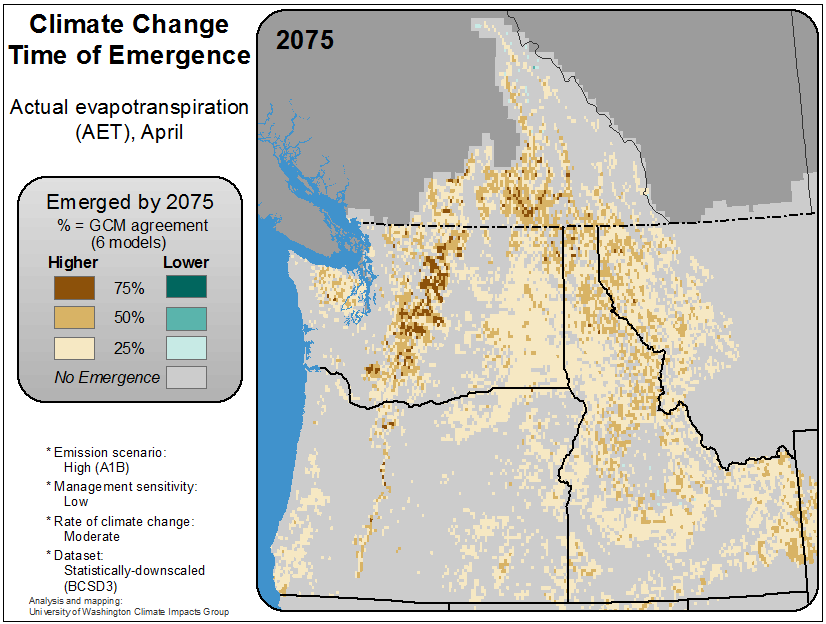 Climate Change
Time of Emergence
Actual evapotranspiration
(AET), April
Emerged by 2075
% = GCM agreement
(6 models)
Higher Lower
75%
50%
25%
No Emergence
* Emission scenario:
High (A1B)
* Management sensitivity:
Low
* Rate of climate change:
Moderate
* Dataset:
Statistically-downscaled
(BCSD3)
Analysis and mapping:
University of Washington Climate Impacts Group
2075